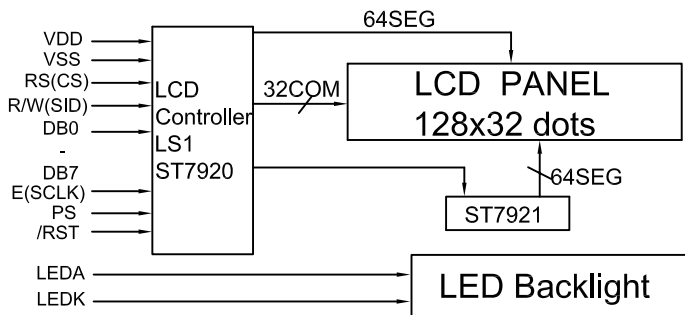 VDD
VSS
RS(CS)
R/W(SID)
DB0
-
DB7
E(SCLK)
PS
/RST
LCD
Controller
LS1
ST7920
64SEG
32COM
LCD PANEL
128x32 dots
64SEG
ST7921
LEDA
LEDK
LED Backlight